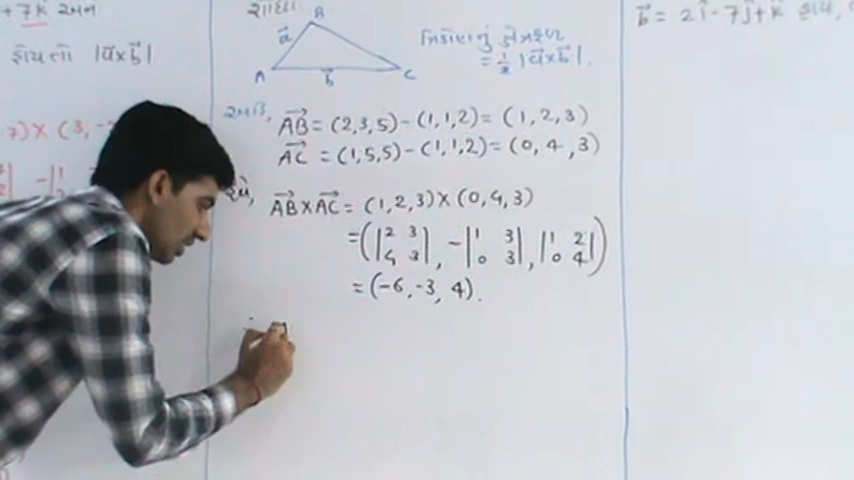 + 7k̂ અને
હોય તો |a⃗×b⃗|
7) × (3, -
B
a⃗
A
b⃗
C
ત્રિકોણનું ક્ષેત્રફળ
= 1/2 |a⃗×b⃗|.
અહીં,
AB⃗ = (2,3,5)-(1,1,2) = (1,2,3)
AC⃗ = (1,5,5)-(1,1,2) = (0,4,3)
AB⃗ × AC⃗ = (1,2,3) × (0,4,3)
= (|2 3; 4 3|, -|1 3; 0 3|, |1 2; 0 4|)
= (-6,-3, 4).
b⃗ = 2î-7ĵ+k̂ હોય,